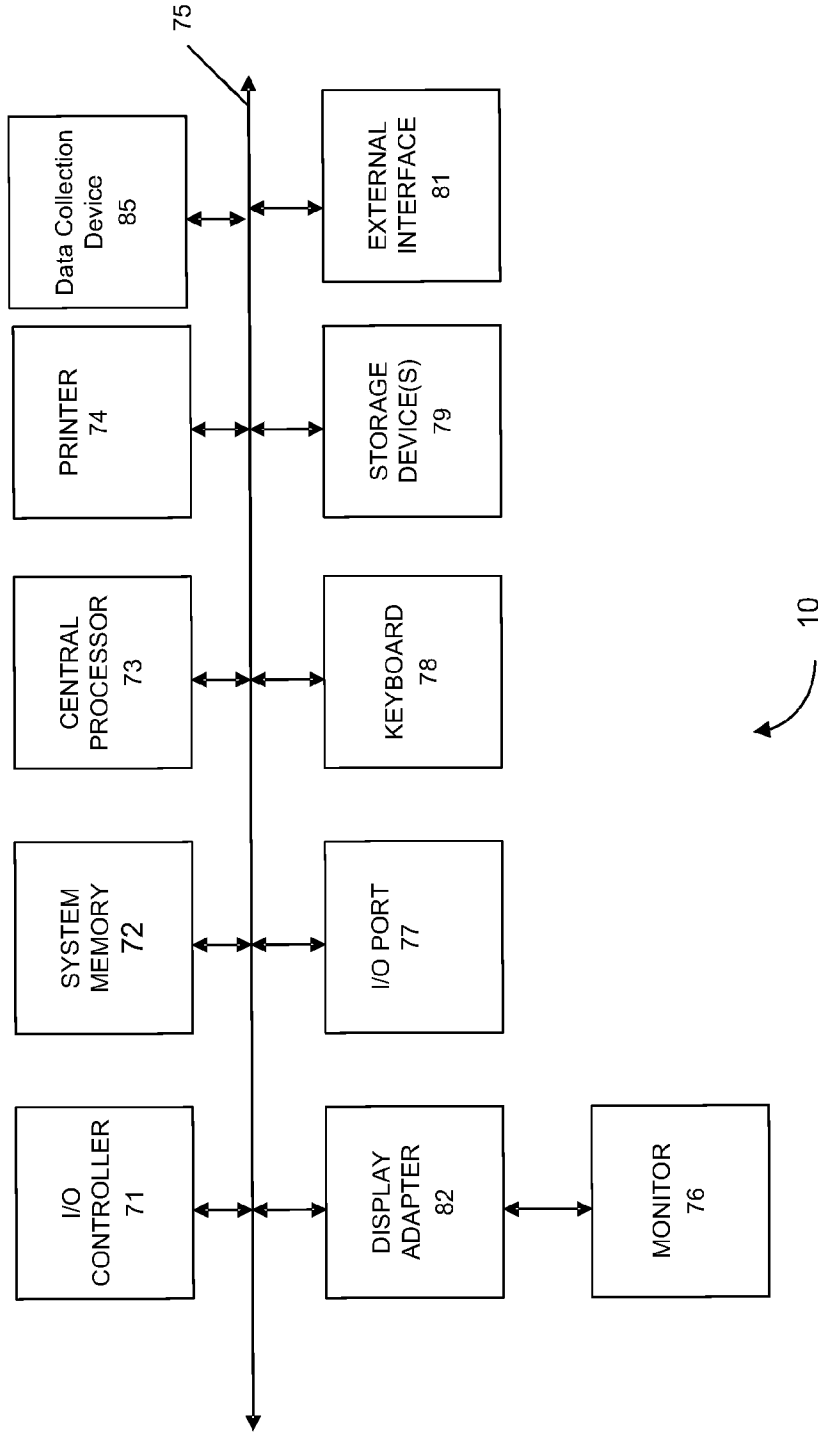 I/O
CONTROLLER
71
SYSTEM
MEMORY
72
CENTRAL
PROCESSOR
73
PRINTER
74
Data Collection
Device
85
75
DISPLAY
ADAPTER
82
I/O PORT
77
KEYBOARD
78
STORAGE
DEVICE(S)
79
EXTERNAL
INTERFACE
81
MONITOR
76
10